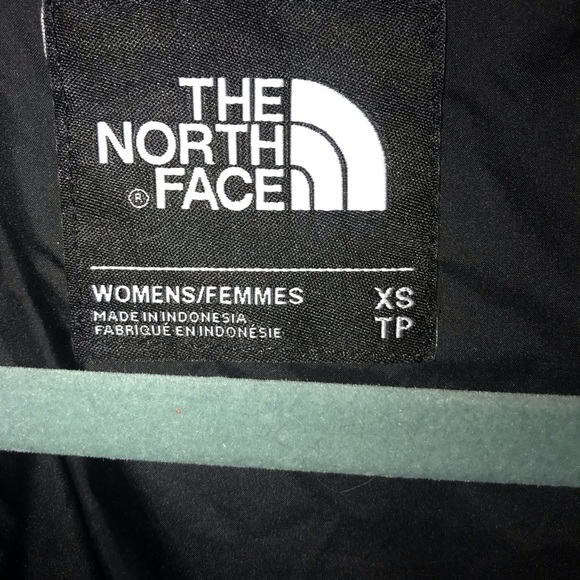 THE
NORTH
® FACE
WOMENS/FEMMES XS
MADE IN INDONESIA
FABRIQUÉ EN INDONÉSIE TP